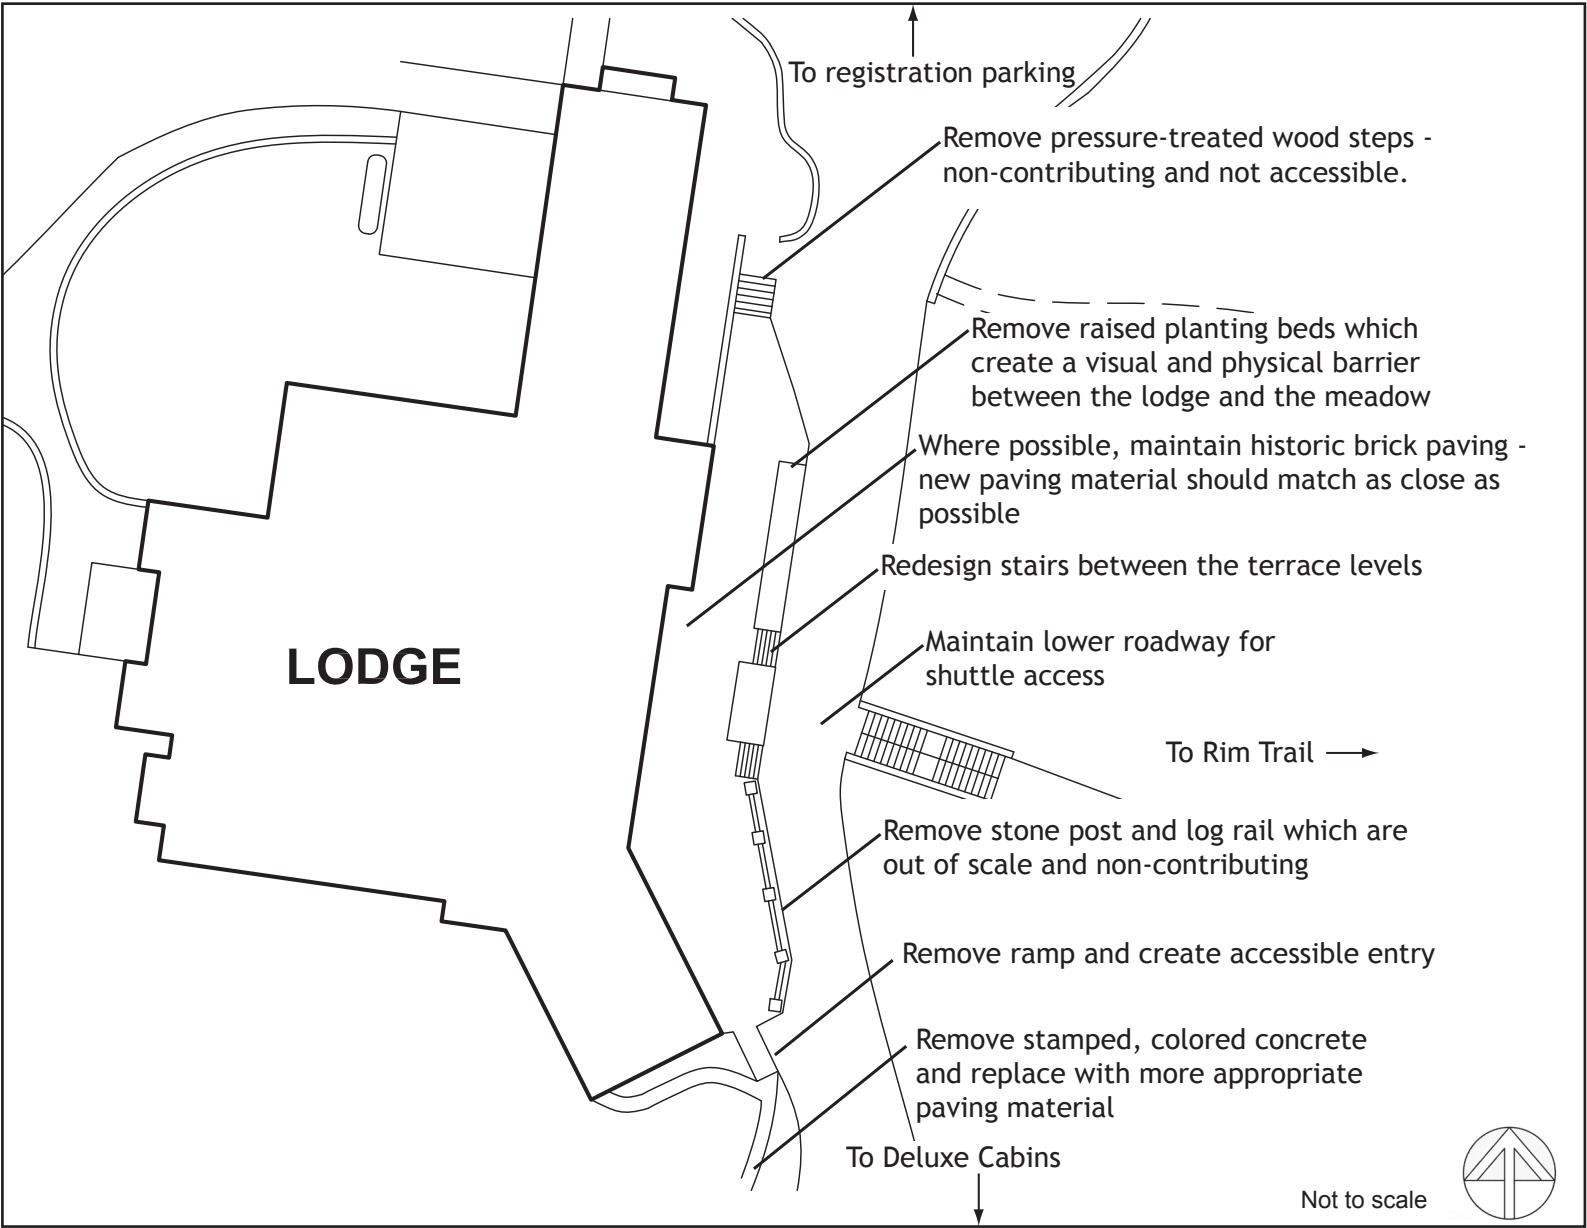 To registration parking
Remove pressure-treated wood steps -
non-contributing and not accessible.
Remove raised planting beds which
create a visual and physical barrier
between the lodge and the meadow
Where possible, maintain historic brick paving -
new paving material should match as close as
possible
Redesign stairs between the terrace levels
Maintain lower roadway for
shuttle access
LODGE
To Rim Trail
Remove stone post and log rail which are
out of scale and non-contributing
Remove ramp and create accessible entry
Remove stamped, colored concrete
and replace with more appropriate
paving material
To Deluxe Cabins
Not to scale